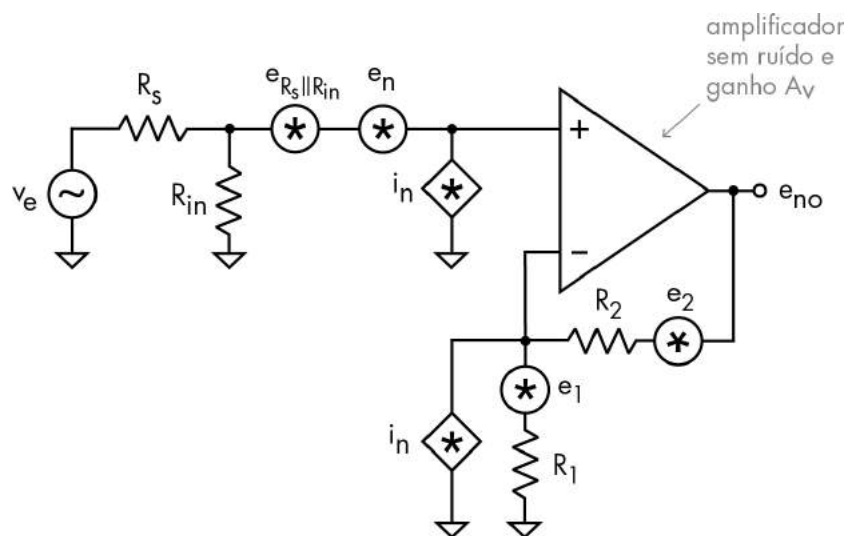 amplificador
sem ruído e
ganho Av
Rs
eRs||Rin
en
+
ve
Rin
in
−
eno
R2
e2
e1
in
R1